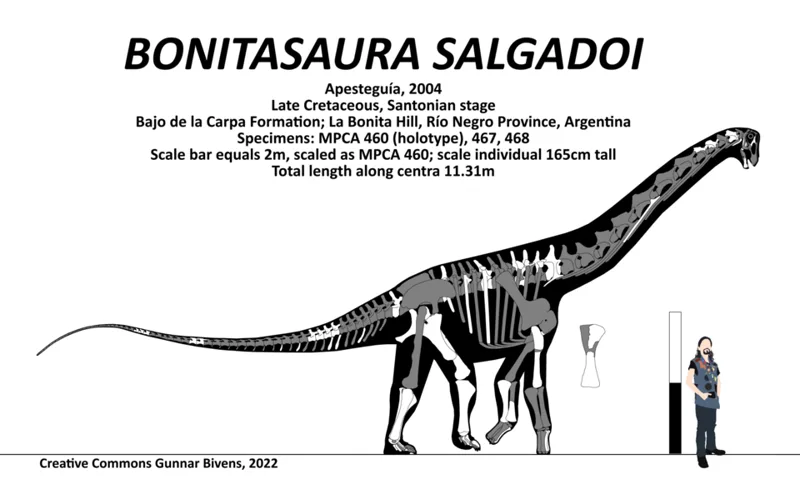 BONITASAURA SALGADOI
Apesteguía, 2004
Late Cretaceous, Santonian stage
Bajo de la Carpa Formation; La Bonita Hill, Río Negro Province, Argentina
Specimens: MPCA 460 (holotype), 467, 468
Scale bar equals 2m, scaled as MPCA 460; scale individual 165cm tall
Total length along centra 11.31m
Creative Commons Gunnar Bivens, 2022